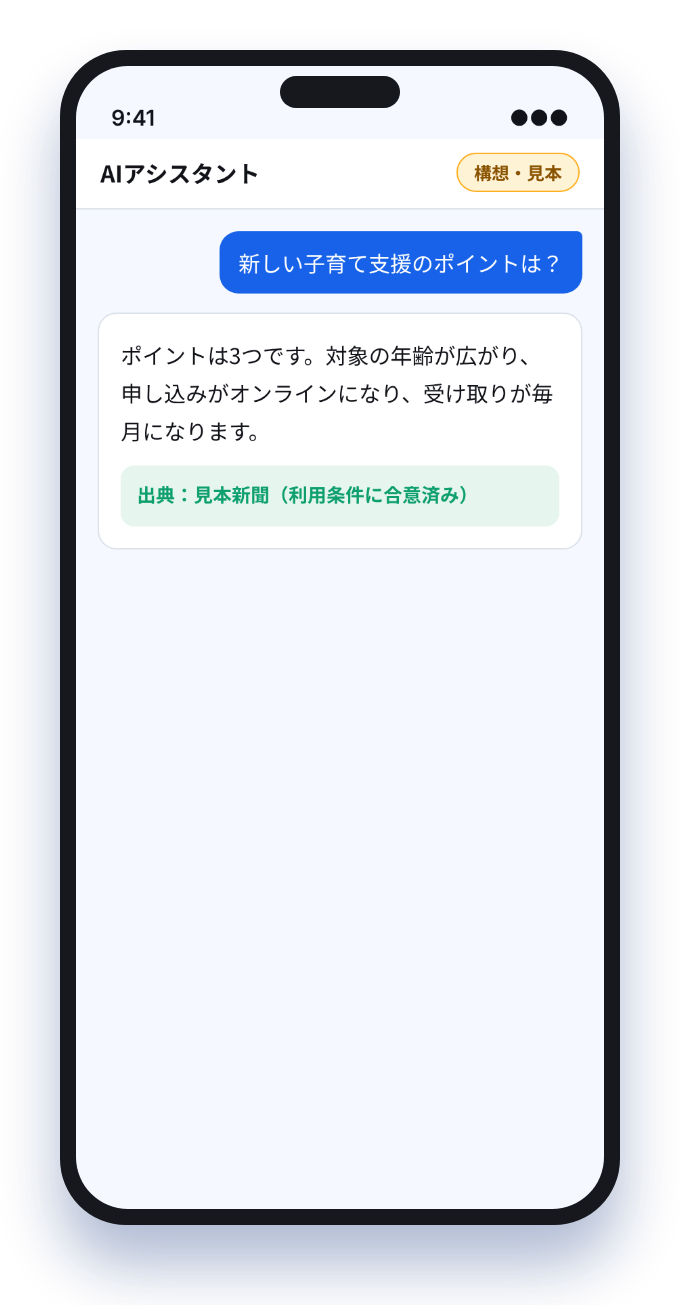 9:41
AIアシスタント
構想・見本
新しい子育て支援のポイントは？
ポイントは3つです。対象の年齢が広がり、
申し込みがオンラインになり、受け取りが毎
月になります。
出典：見本新聞（利用条件に合意済み）